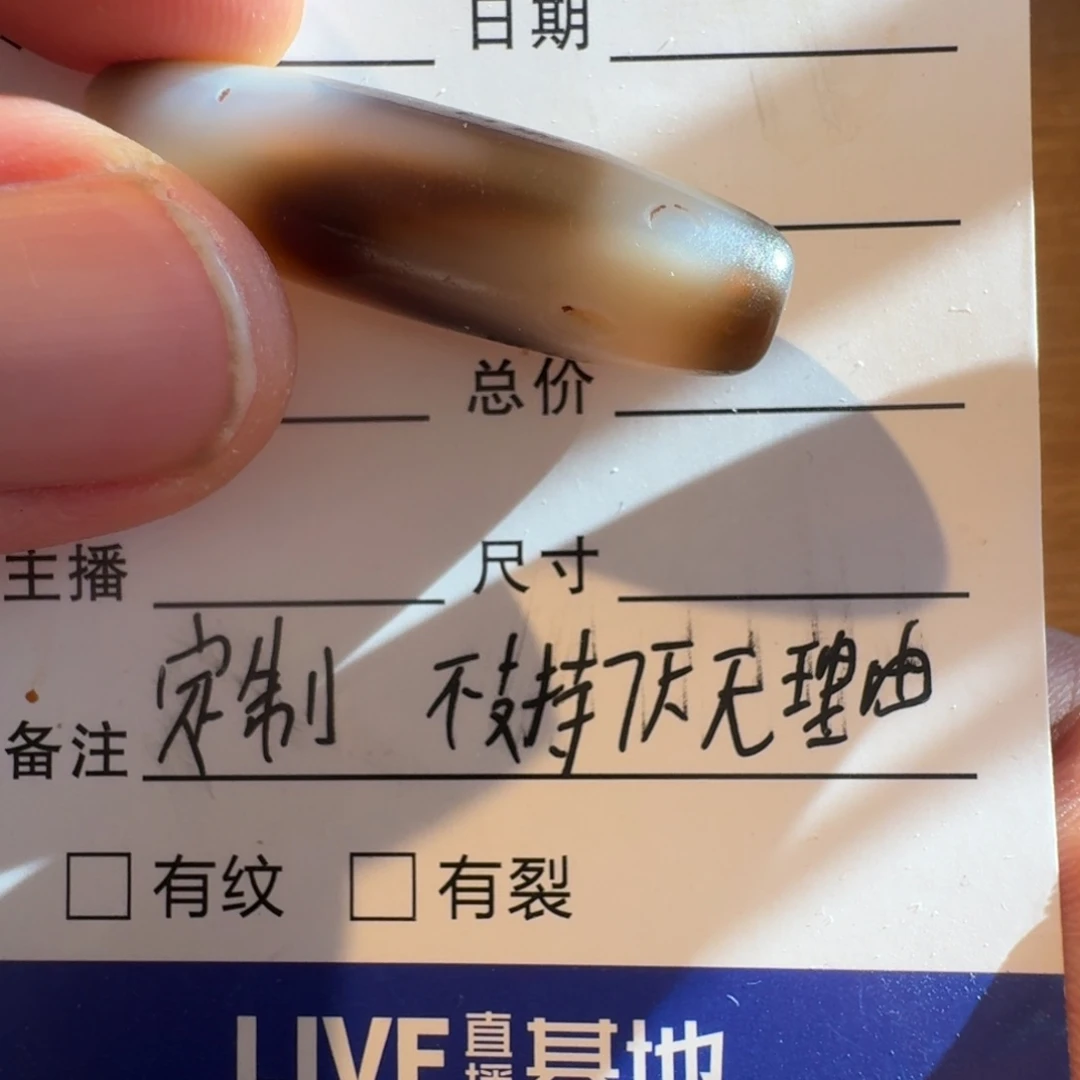 日期
总价
主播 尺寸
备注 定制 不支持7天无理由
有纹 有裂
LIVE 直播 基地